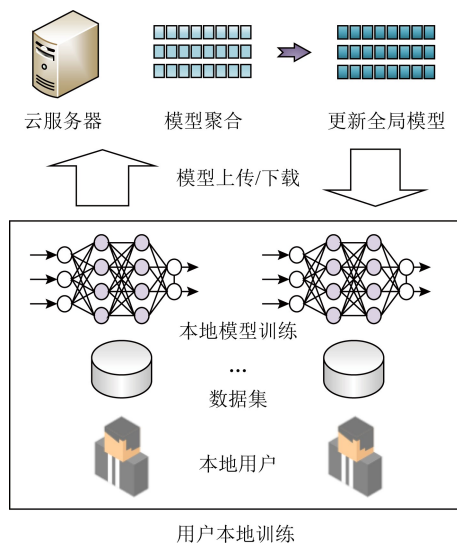 云服务器
模型聚合
更新全局模型
模型上传/下载
本地模型训练
...
数据集
本地用户
用户本地训练